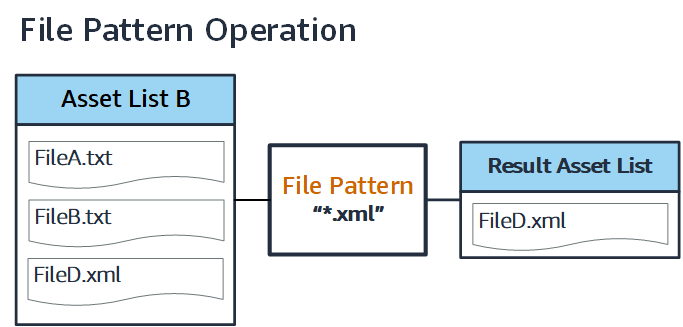 File Pattern Operation
Asset List B
FileA.txt
FileB.txt
FileD.xml
File Pattern
“*.xml”
Result Asset List
FileD.xml